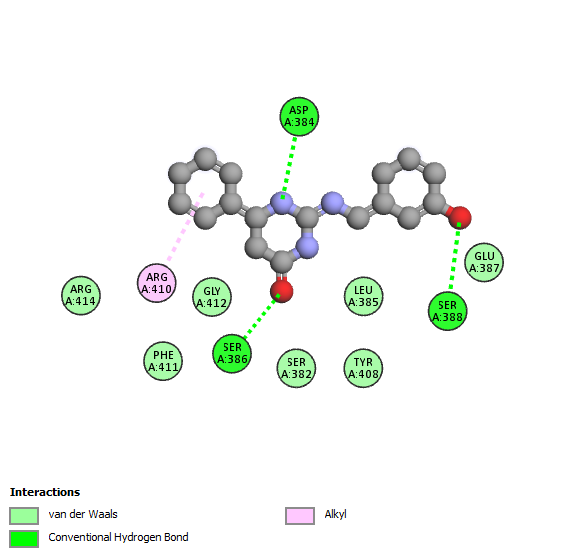 ASP
A:384
GLU
A:387
ARG
A:410
ARG
A:414
GLY
A:412
LEU
A:385
SER
A:388
PHE
A:411
SER
A:386
SER
A:382
TYR
A:408
Interactions
van der Waals
Conventional Hydrogen Bond
Alkyl